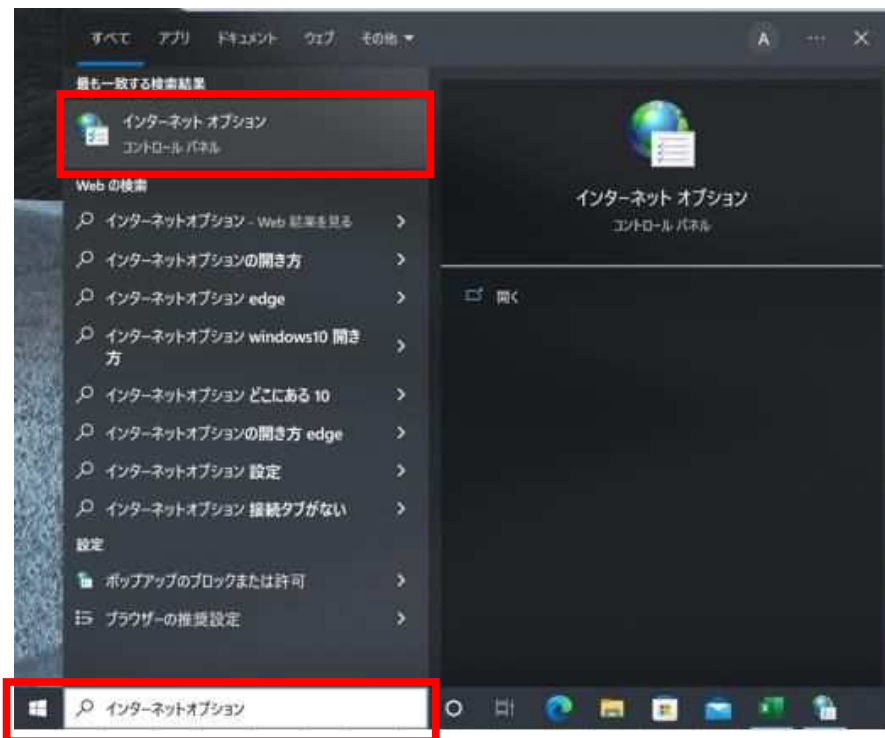 すべて アプリ ドキュメント ウェブ その他
A ...
最も一致する検索結果
インターネット オプション
コントロール パネル
Web の検索
インターネットオプション - Web 結果を見る
インターネットオプションの開き方
インターネットオプション edge
インターネットオプション windows10 開き
方
インターネットオプション どこにある 10
インターネットオプションの開き方 edge
インターネットオプション 設定
インターネットオプション 接続タブがない
設定
ポップアップのブロックまたは許可
ブラウザーの推奨設定
インターネット オプション
コントロール パネル
開く
インターネットオプション